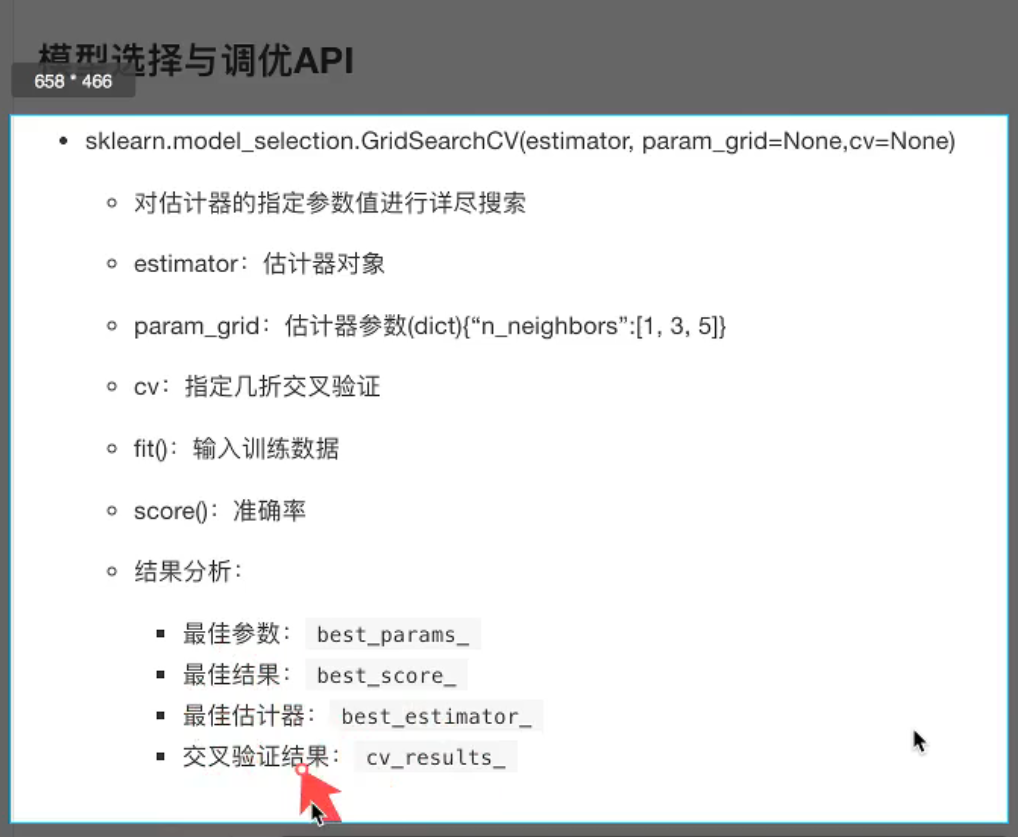 模型选择与调优API
658 * 466
sklearn.model_selection.GridSearchCV(estimator, param_grid=None,cv=None)
对估计器的指定参数值进行详尽搜索
estimator：估计器对象
param_grid：估计器参数(dict){“n_neighbors”:[1, 3, 5]}
cv：指定几折交叉验证
fit()：输入训练数据
score()：准确率
结果分析：
最佳参数：best_params_
最佳结果：best_score_
最佳估计器：best_estimator_
交叉验证结果：cv_results_